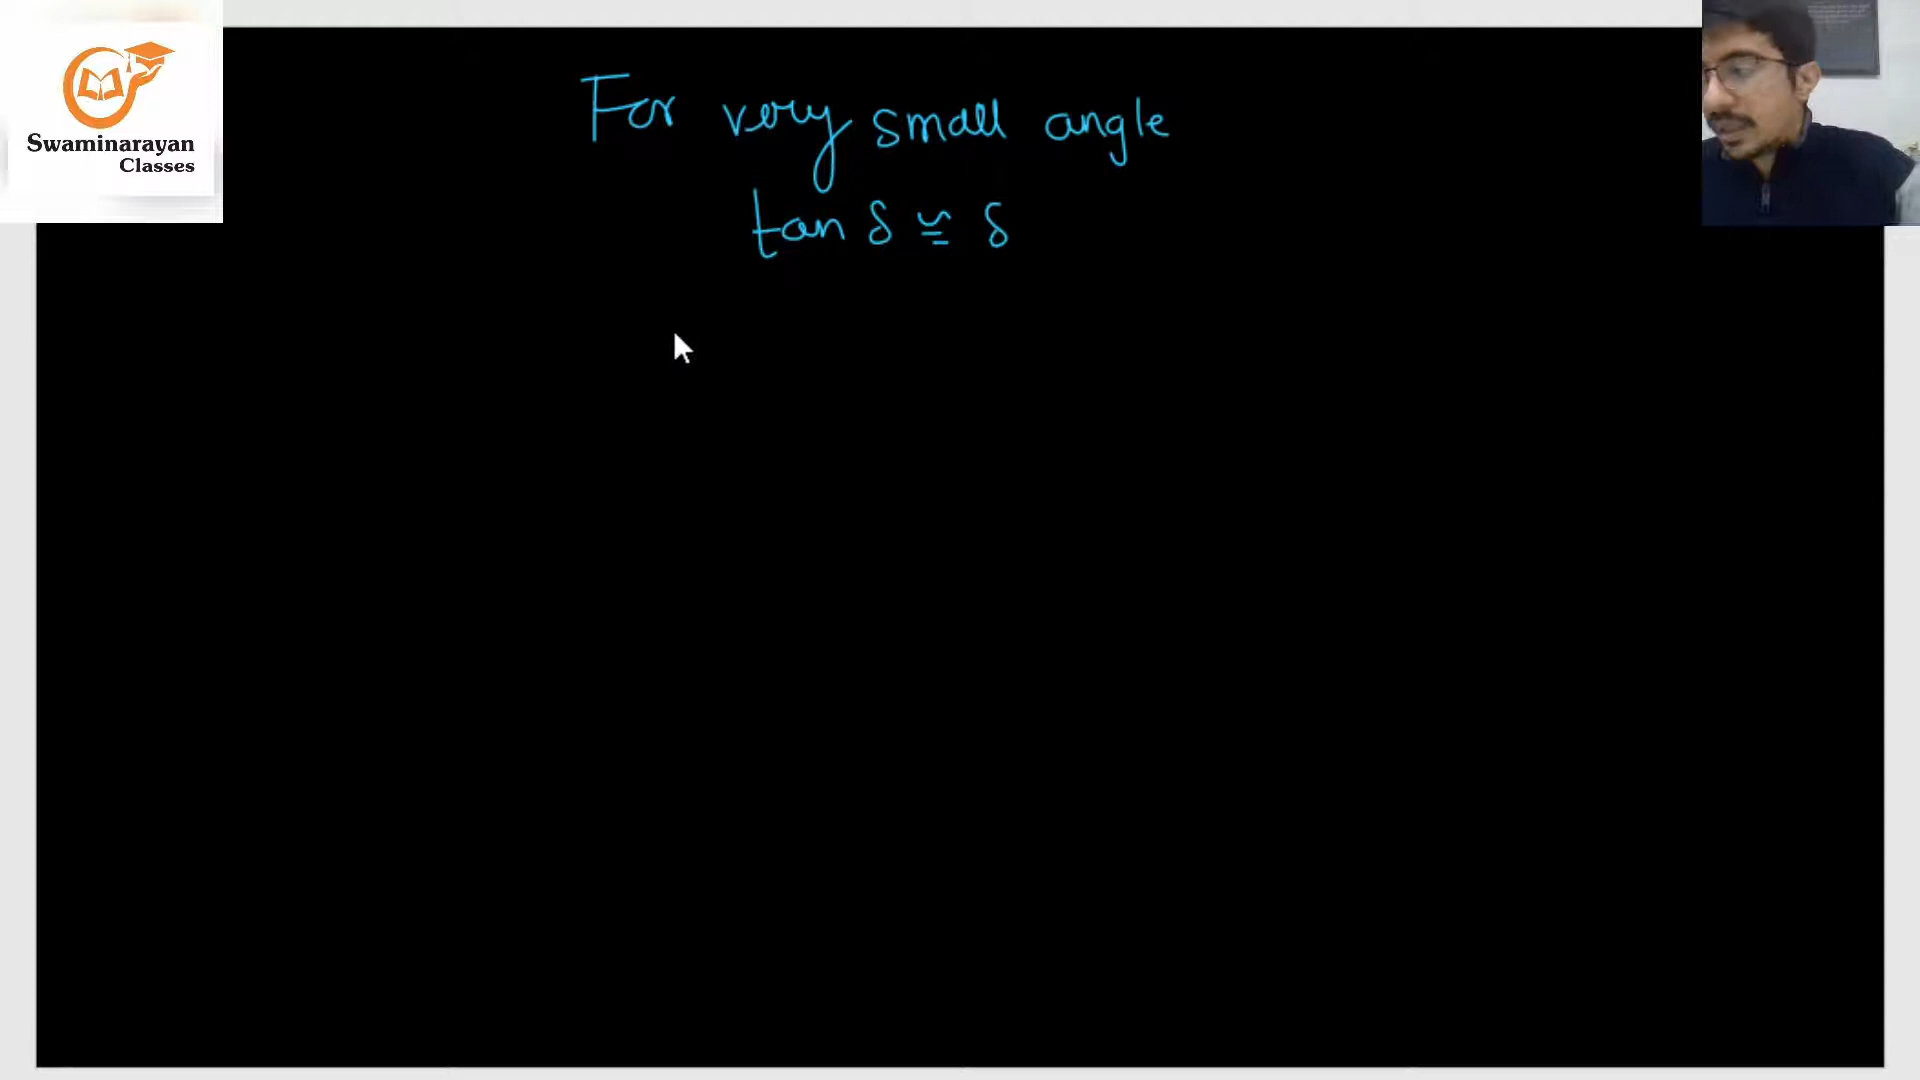 Swaminarayan
Classes
For very small angle
tan δ ≅ δ